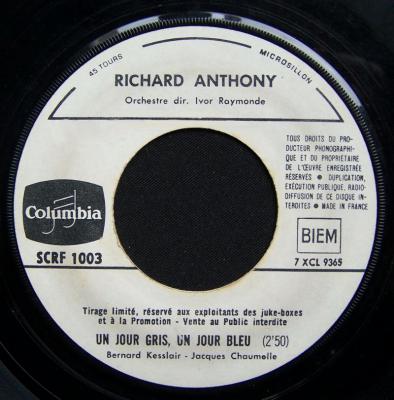 45 TOURS
MICROSILLON
RICHARD ANTHONY
Orchestre dir. Ivor Raymonde
TOUS DROITS DU PRO-
DUCTEUR PHONOGRAPHI-
QUE ET DU PROPRIETAIRE
DE L'ŒUVRE ENREGISTRÉE
RÉSERVÉS • DUPLICATION,
EXÉCUTION PUBLIQUE, RADIO-
DIFFUSION DE CE DISQUE IN-
TERDITES • MADE IN FRANCE
Columbia
SCRF 1003
BIEM
7 XCL 9365
Tirage limité, réservé aux exploitants des juke-boxes
et à la Promotion - Vente au Public interdite
UN JOUR GRIS, UN JOUR BLEU (2'50)
Bernard Kesslair - Jacques Chaumelle